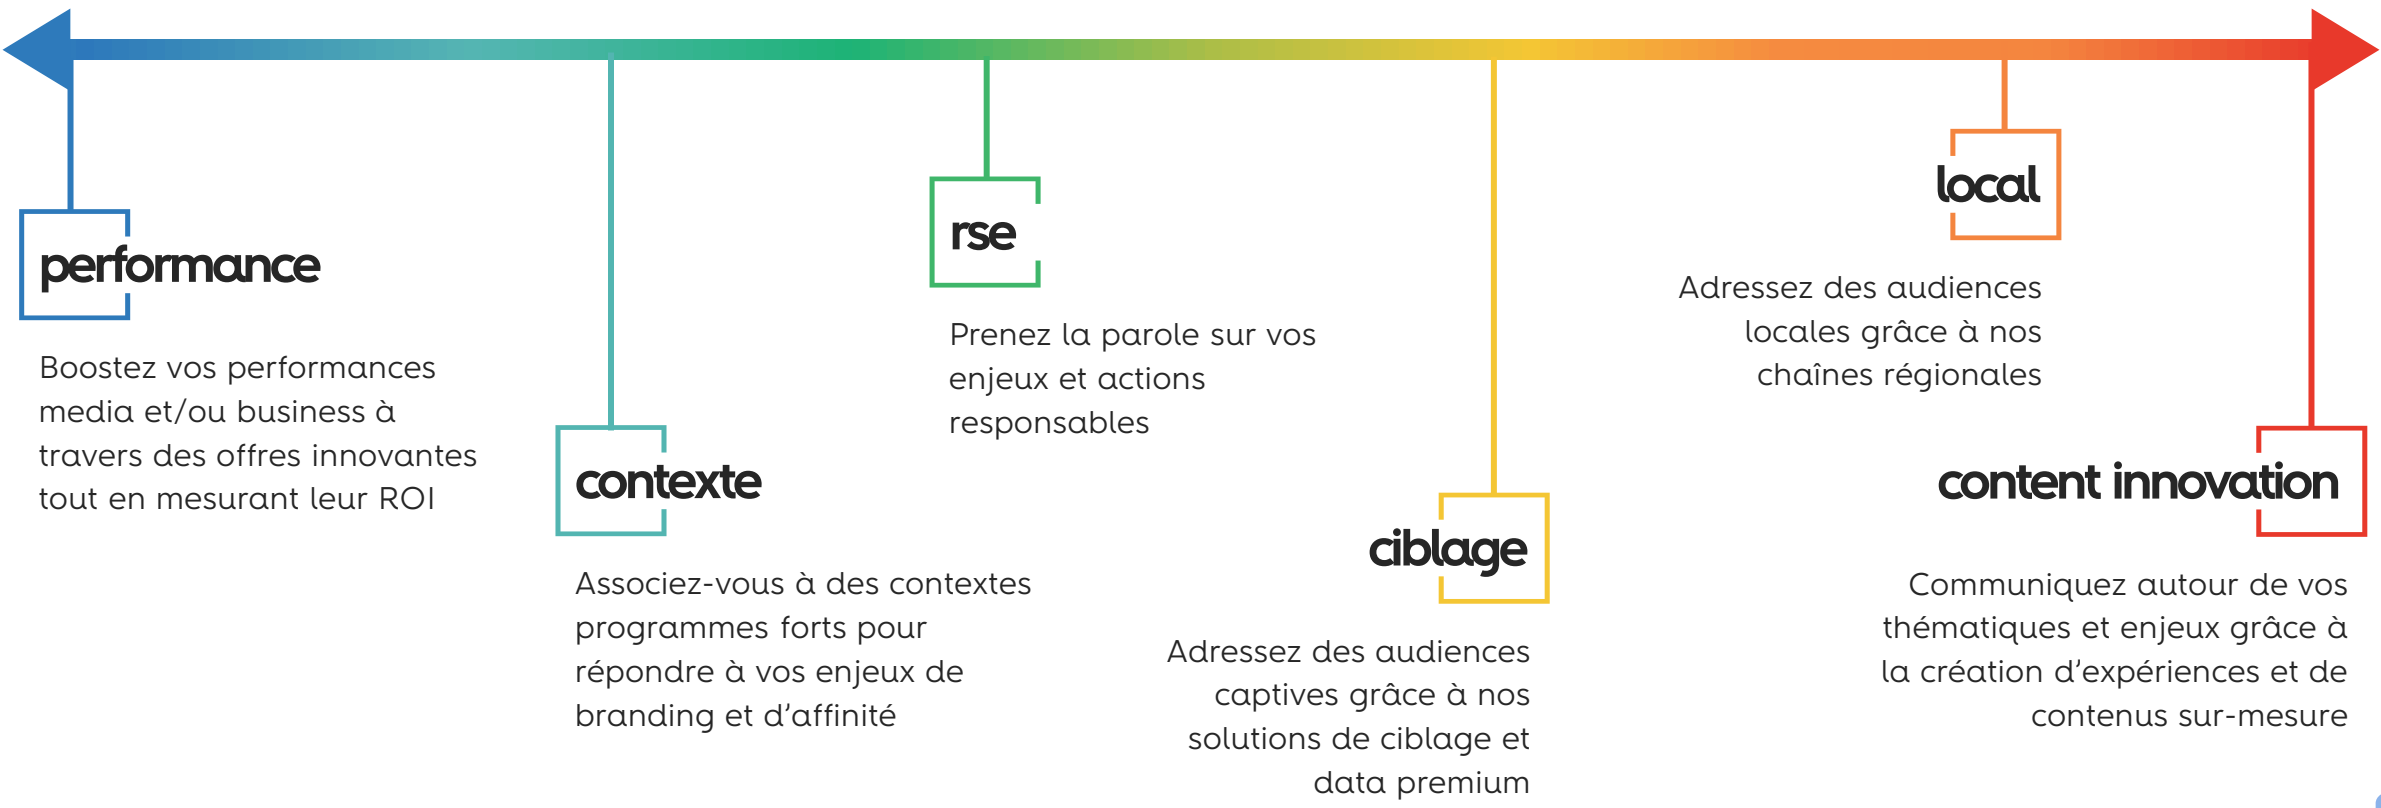 performance
Boostez vos performances
media et/ou business à
travers des offres innovantes
tout en mesurant leur ROI
contexte
Associez-vous à des contextes
programmes forts pour
répondre à vos enjeux de
branding et d’affinité
rse
Prenez la parole sur vos
enjeux et actions
responsables
ciblage
Adressez des audiences
captives grâce à nos
solutions de ciblage et
data premium
local
Adressez des audiences
locales grâce à nos
chaînes régionales
content innovation
Communiquez autour de vos
thématiques et enjeux grâce à
la création d’expériences et de
contenus sur-mesure